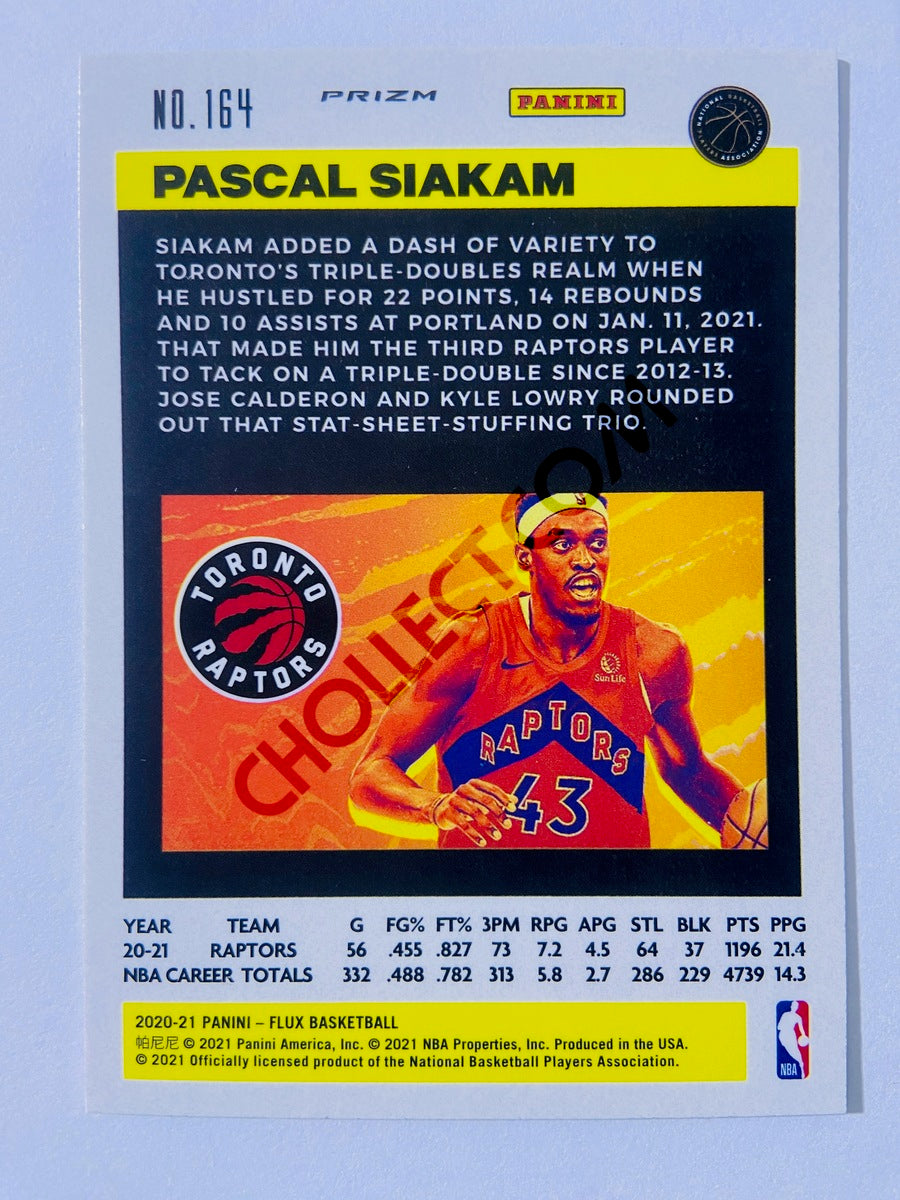 NO. 164
PRIZM
PANINI
NATIONAL BASKETBALL
PLAYERS ASSOCIATION
PASCAL SIAKAM
SIAKAM ADDED A DASH OF VARIETY TO
TORONTO'S TRIPLE-DOUBLES REALM WHEN
HE HUSTLED FOR 22 POINTS, 14 REBOUNDS
AND 10 ASSISTS AT PORTLAND ON JAN. 11, 2021.
THAT MADE HIM THE THIRD RAPTORS PLAYER
TO TACK ON A TRIPLE-DOUBLE SINCE 2012-13.
JOSE CALDERON AND KYLE LOWRY ROUNDED
OUT THAT STAT-SHEET-STUFFING TRIO.
TORONTO
RAPTORS
CHOLLECT.COM
Sun Life
RAPTORS
43
YEAR TEAM G FG% FT% 3PM RPG APG STL BLK PTS PPG
20-21 RAPTORS 56 .455 .827 73 7.2 4.5 64 37 1196 21.4
NBA CAREER TOTALS 332 .488 .782 313 5.8 2.7 286 229 4739 14.3
2020-21 PANINI – FLUX BASKETBALL
帕尼尼 © 2021 Panini America, Inc. © 2021 NBA Properties, Inc. Produced in the USA.
© 2021 Officially licensed product of the National Basketball Players Association.
NBA